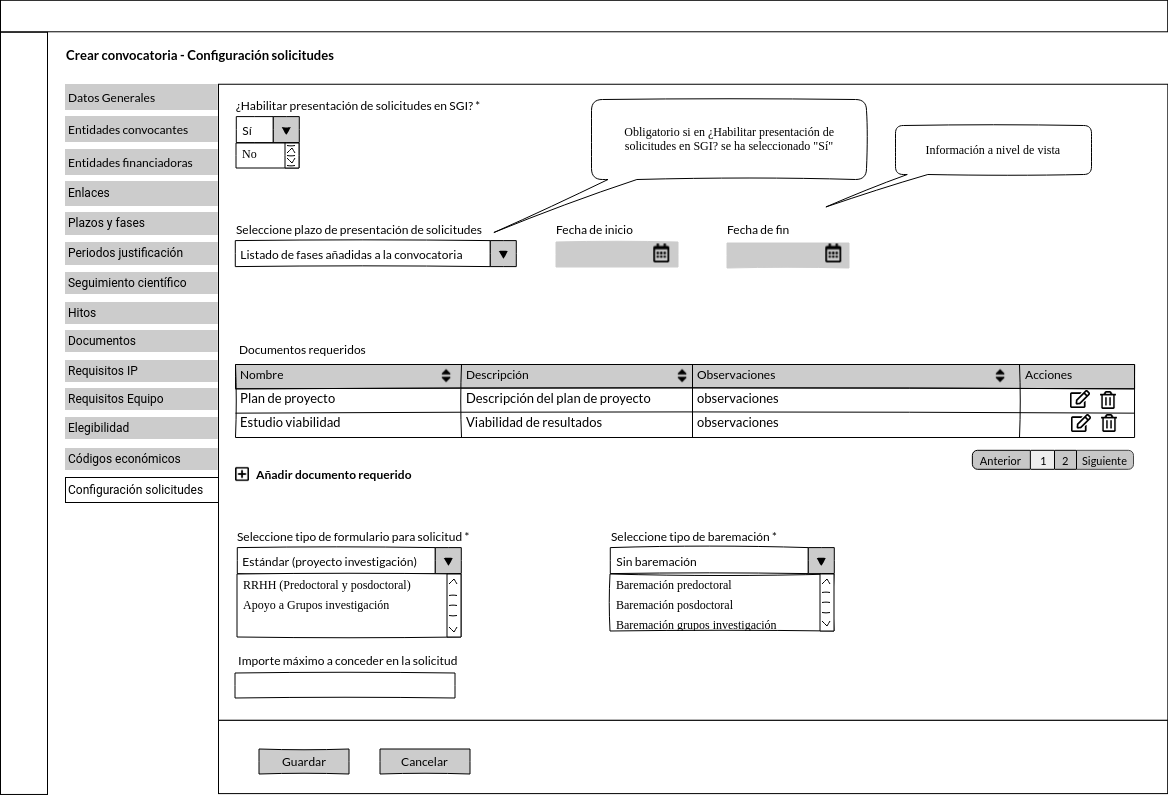 Crear convocatoria - Configuración solicitudes
Datos Generales
Entidades convocantes
Entidades financiadoras
Enlaces
Plazos y fases
Periodos justificación
Seguimiento científico
Hitos
Documentos
Requisitos IP
Requisitos Equipo
Elegibilidad
Códigos económicos
Configuración solicitudes
¿Habilitar presentación de solicitudes en SGI? *
Sí
No
Obligatorio si en ¿Habilitar presentación de
solicitudes en SGI? se ha seleccionado "Sí"
Información a nivel de vista
Seleccione plazo de presentación de solicitudes
Fecha de inicio
Fecha de fin
Listado de fases añadidas a la convocatoria
Documentos requeridos
Nombre Descripción Observaciones Acciones
Plan de proyecto Descripción del plan de proyecto observaciones
Estudio viabilidad Viabilidad de resultados observaciones
Anterior 1 2 Siguiente
Añadir documento requerido
Seleccione tipo de formulario para solicitud *
Estándar (proyecto investigación)
RRHH (Predoctoral y posdoctoral)
Apoyo a Grupos investigación
Seleccione tipo de baremación *
Sin baremación
Baremación predoctoral
Baremación posdoctoral
Baremación grupos investigación
Importe máximo a conceder en la solicitud
Guardar
Cancelar